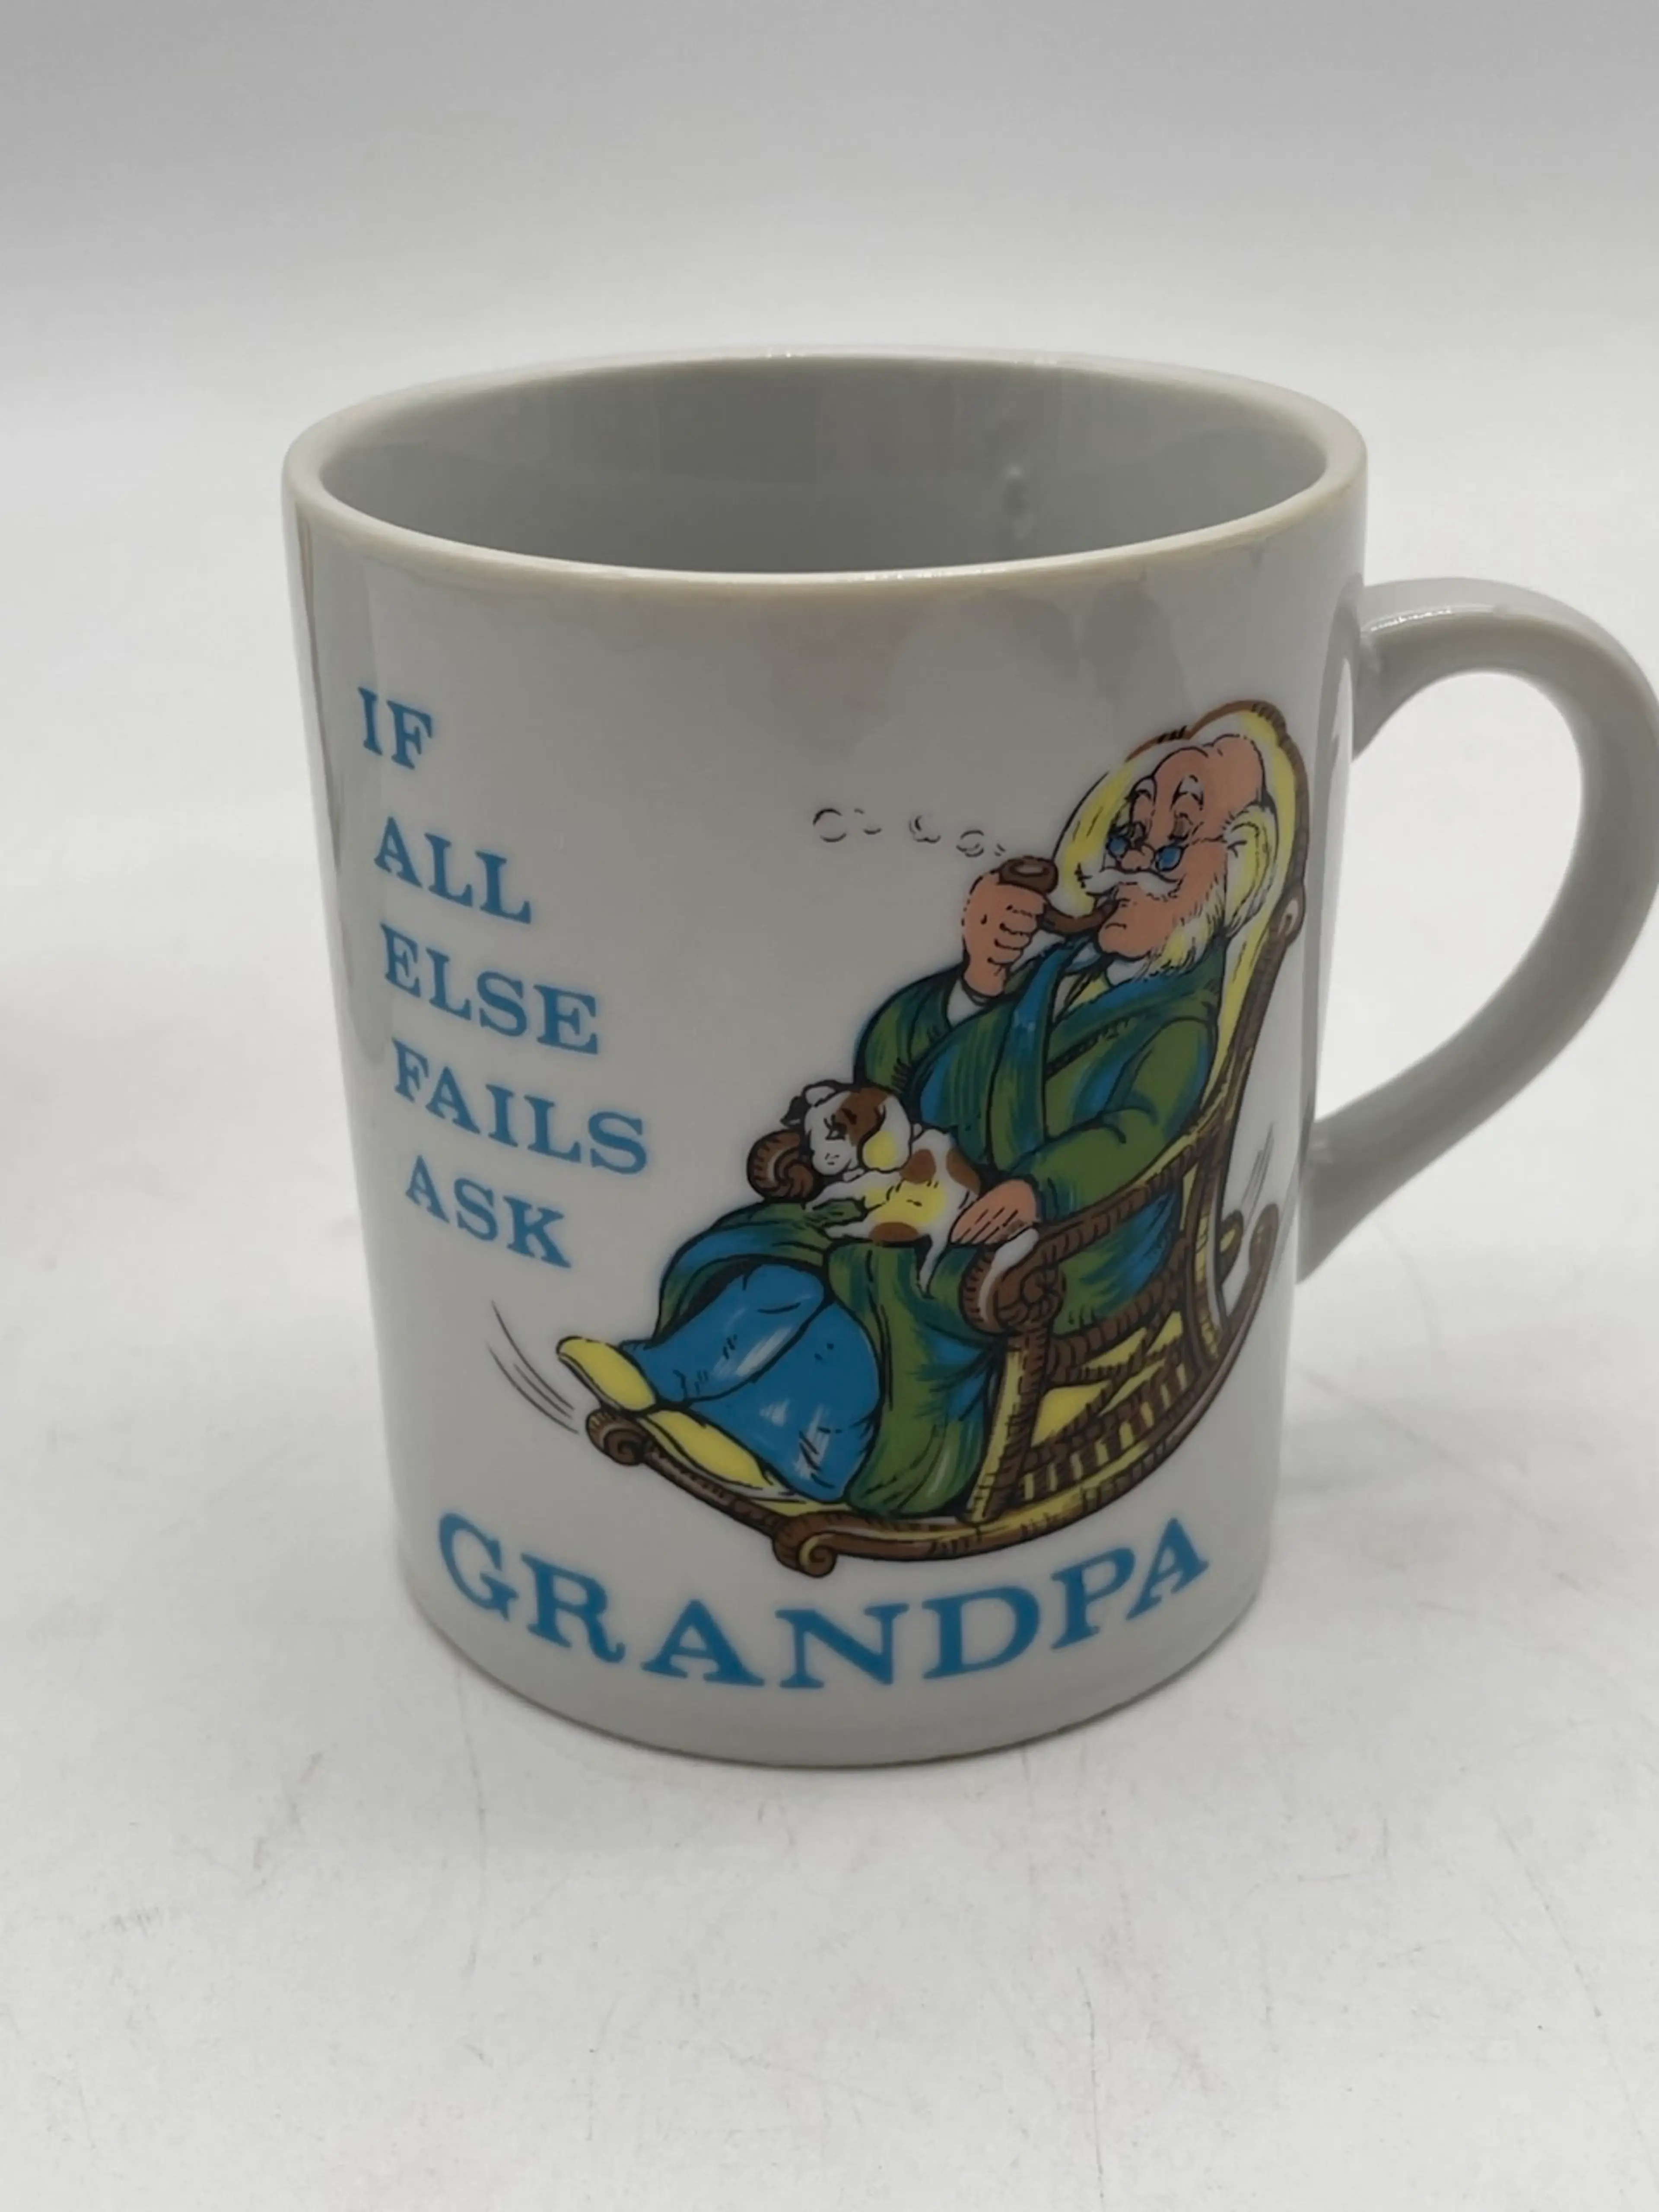 IF
ALL
ELSE
FAILS
ASK
GRANDPA